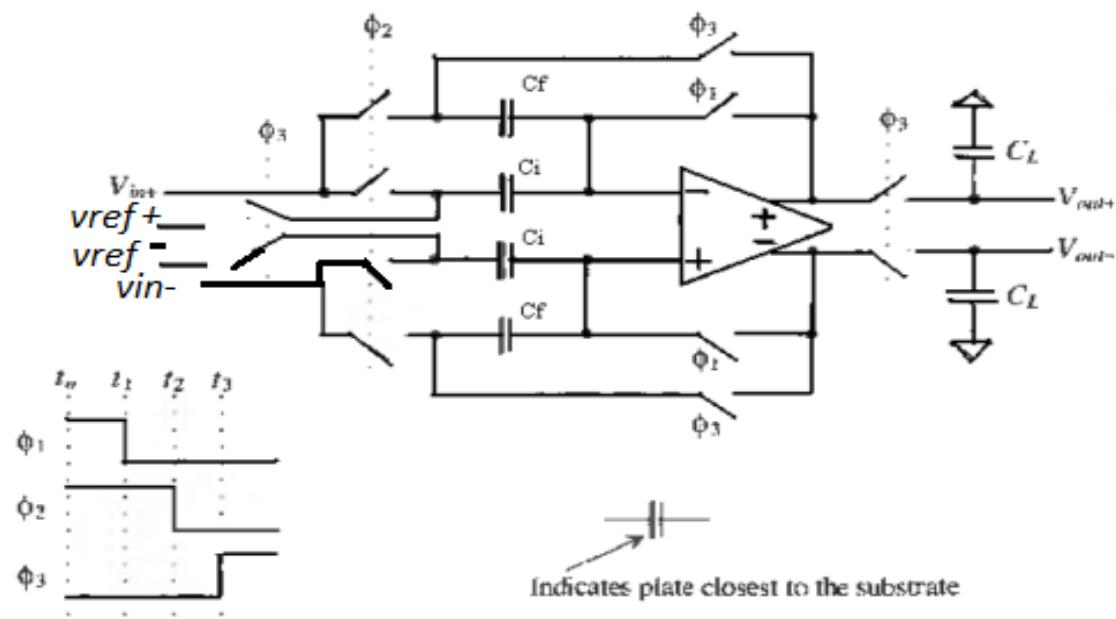 ϕ3
ϕ2
Cf
ϕ1
ϕ3
ϕ3
CL
Vin+
Ci
Vout+
vref +
vref -
vin-
Ci
Vout-
Cf
CL
ϕ1
ϕ3
to t1 t2 t3
ϕ1
ϕ2
ϕ3
Indicates plate closest to the substrate